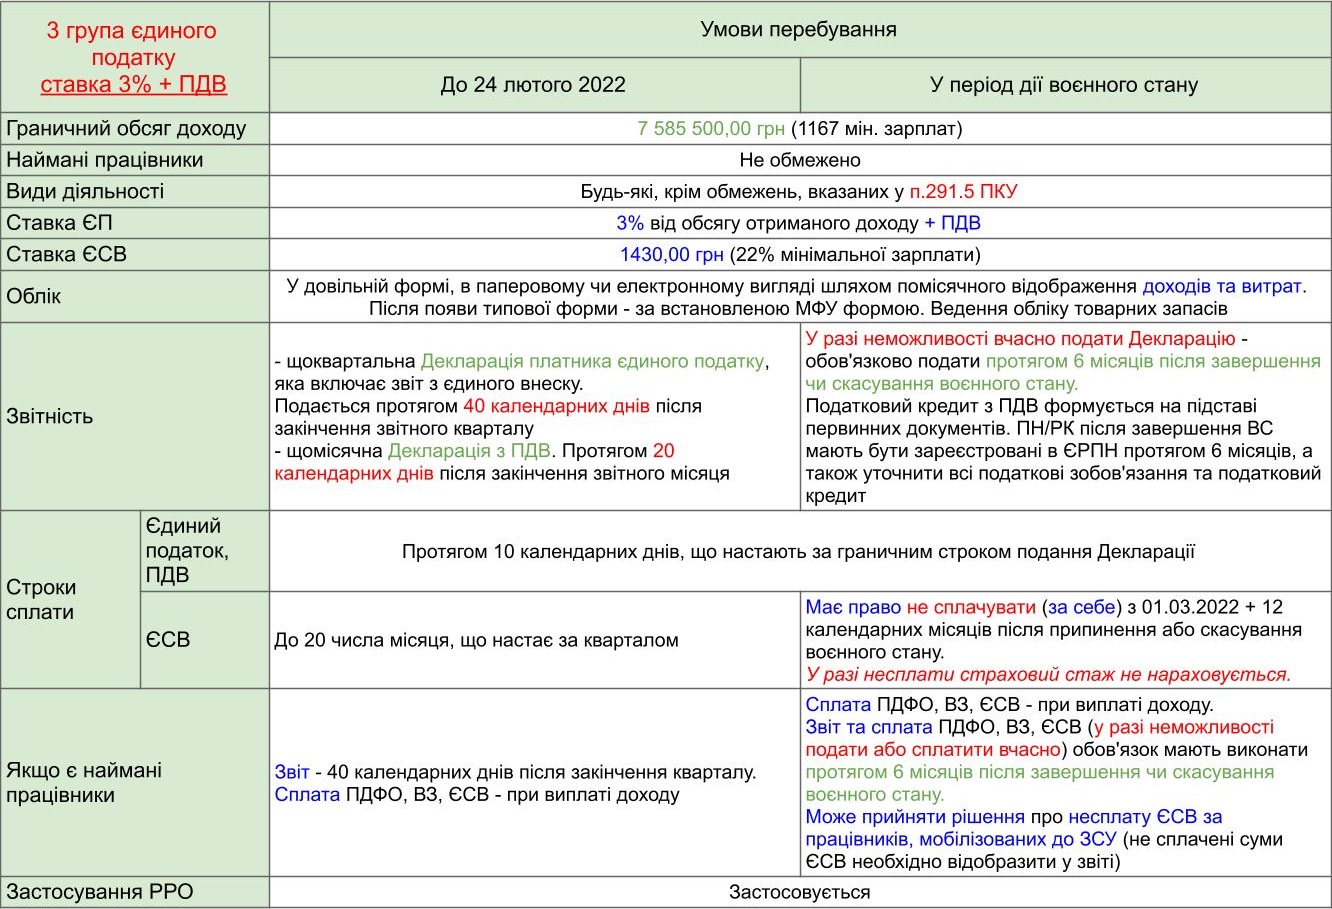 3 група єдиного
податку
ставка 3% + ПДВ
Умови перебування
До 24 лютого 2022
У період дії воєнного стану
Граничний обсяг доходу
7 585 500,00 грн (1167 мін. зарплат)
Наймані працівники
Не обмежено
Види діяльності
Будь-які, крім обмежень, вказаних у п.291.5 ПКУ
Ставка ЄП
3% від обсягу отриманого доходу + ПДВ
Ставка ЄСВ
1430,00 грн (22% мінімальної зарплати)
Облік
У довільній формі, в паперовому чи електронному вигляді шляхом помісячного відображення доходів та витрат.
Після появи типової форми - за встановленою МФУ формою. Ведення обліку товарних запасів
Звітність
- щоквартальна Декларація платника єдиного податку,
яка включає звіт з єдиного внеску.
Подається протягом 40 календарних днів після
закінчення звітного кварталу
- щомісячна Декларація з ПДВ. Протягом 20
календарних днів після закінчення звітного місяця
У разі неможливості вчасно подати Декларацію -
обов'язково подати протягом 6 місяців після завершення
чи скасування воєнного стану.
Податковий кредит з ПДВ формується на підставі
первинних документів. ПН/РК після завершення ВС
мають бути зареєстровані в ЄРПН протягом 6 місяців, а
також уточнити всі податкові зобов'язання та податковий
кредит
Строки
сплати
Єдиний
податок,
ПДВ
Протягом 10 календарних днів, що настають за граничним строком подання Декларації
ЄСВ
До 20 числа місяця, що настає за кварталом
Має право не сплачувати (за себе) з 01.03.2022 + 12
календарних місяців після припинення або скасування
воєнного стану.
У разі несплати страховий стаж не нараховується.
Якщо є наймані
працівники
Звіт - 40 календарних днів після закінчення кварталу.
Сплата ПДФО, ВЗ, ЄСВ - при виплаті доходу
Сплата ПДФО, ВЗ, ЄСВ - при виплаті доходу.
Звіт та сплата ПДФО, ВЗ, ЄСВ (у разі неможливості
подати або сплатити вчасно) обов'язок мають виконати
протягом 6 місяців після завершення чи скасування
воєнного стану.
Може прийняти рішення про несплату ЄСВ за
працівників, мобілізованих до ЗСУ (не сплачені суми
ЄСВ необхідно відобразити у звіті)
Застосування РРО
Застосовується